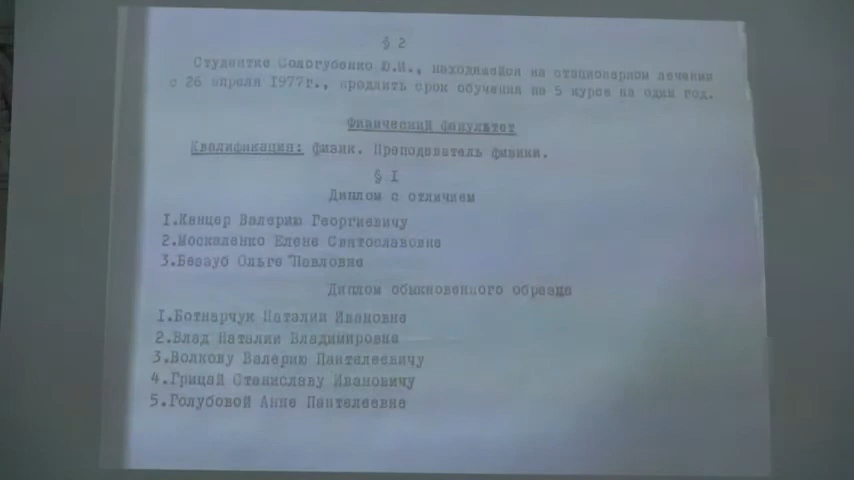 § 2
Студентке Сологубенко Ю.И., находящейся на стационарном лечении
с 26 апреля 1977г., продлить срок обучения на 5 курсе на один год.
Физический факультет
Квалификация: физик. Преподаватель физики.
§ I
Диплом с отличием
I.Канцер Валерию Георгиевичу
2.Москаленко Елене Святославовне
3.Безауб Ольге Павловне
Диплом обыкновенного образца
I.Ботнарчук Наталии Ивановне
2.Влад Наталии Владимировне
3.Волкову Валерию Пантелеевичу
4.Грицай Станиславу Ивановичу
5.Голубовой Анне Пантелеевне